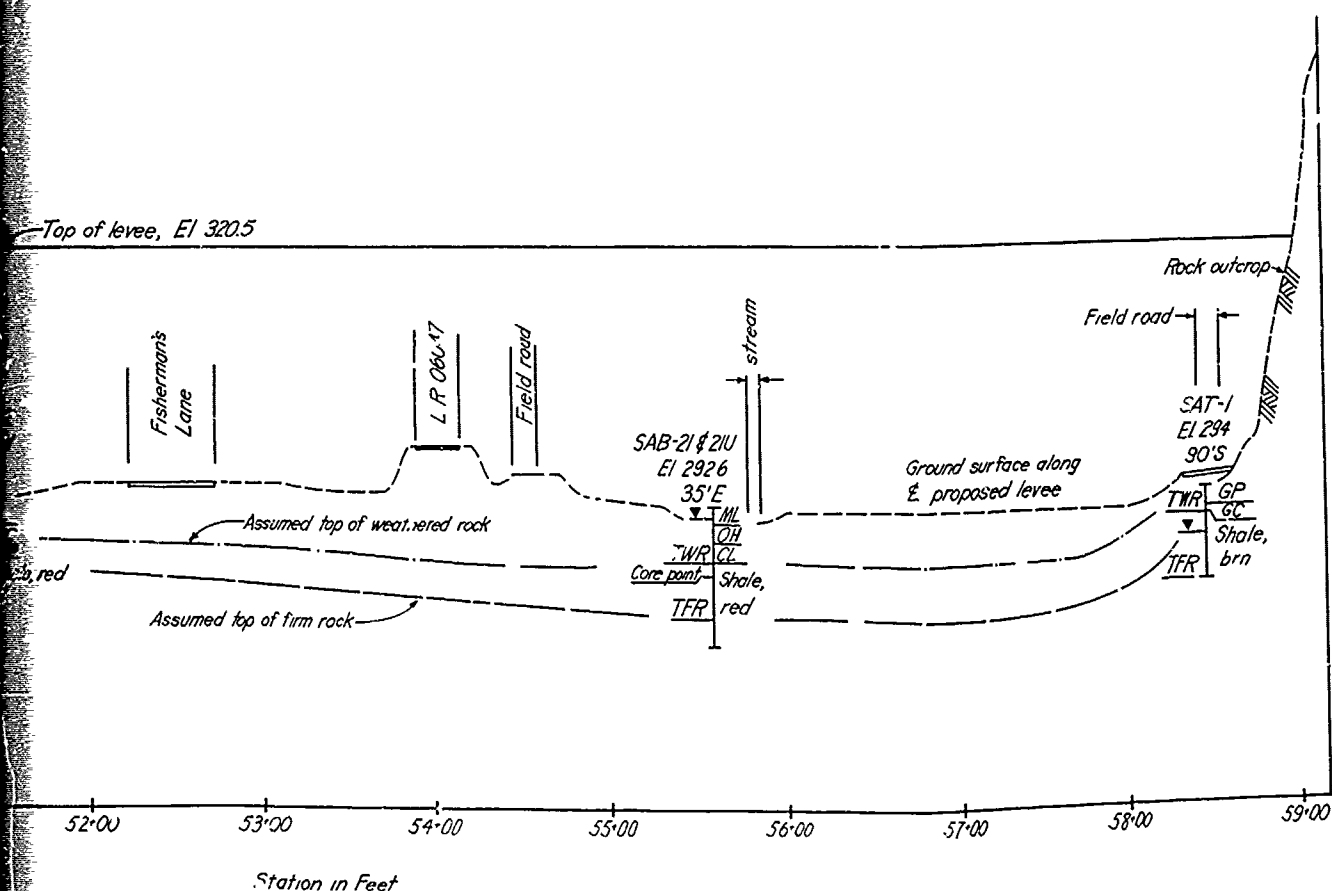 Top of levee, El 320.5
Rock outcrop
Field road
Fisherman's
Lane
L R
Field road
stream
SAT-1
El 294
90'S
SAB-21 & 21U
El 2926
35'E
Ground surface along
℄ proposed levee
TWR
GP
GC
Shale,
brn
TFR
ML
OH
TWR
CL
Core point
Shale,
red
TFR
Assumed top of weathered rock
red
Assumed top of firm rock
52+00
53+00
54+00
55+00
56+00
57+00
58+00
59+00
Station in Feet